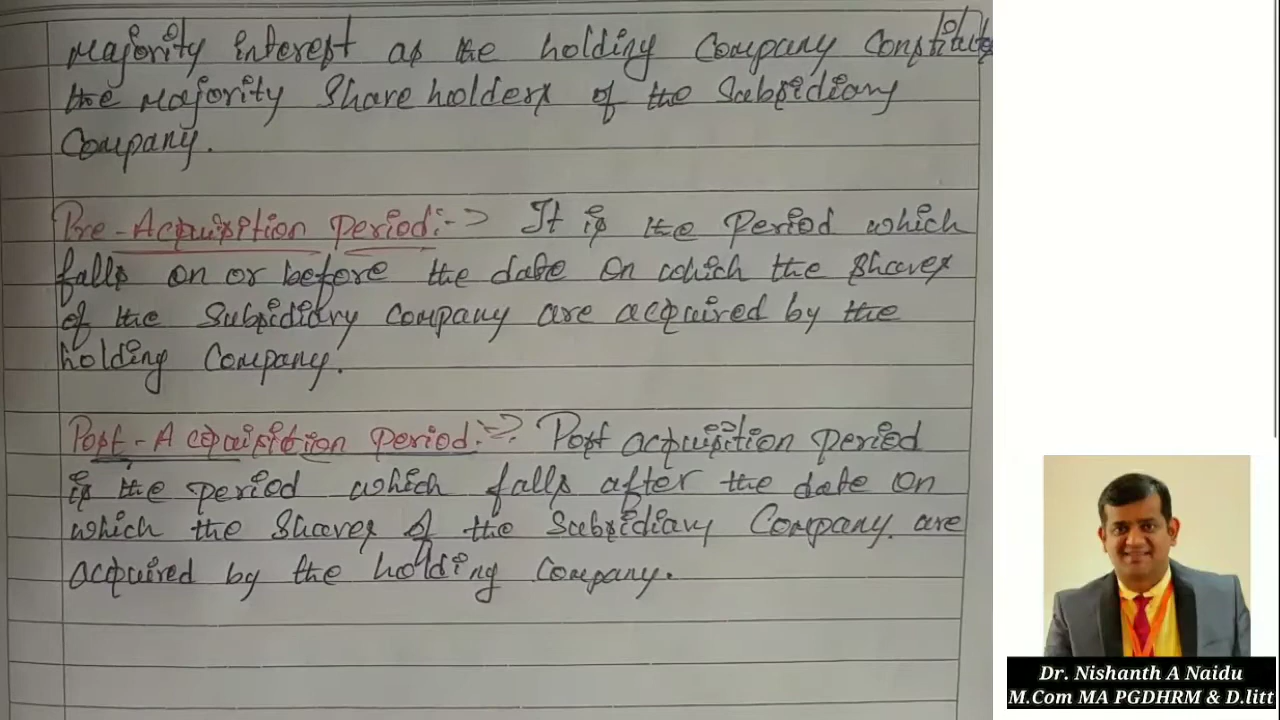 Majority interest as the holding Company Constitutes
the Majority Share holders of the Subsidiary
Company.
Pre-Acquisition Period:-> It is the Period which
falls on or before the date on which the shares
of the Subsidiary Company are acquired by the
holding Company.
Post-Acquisition Period:-> Post acquisition period
is the period which falls after the date on
which the shares of the Subsidiary Company. are
acquired by the holding Company.
Dr. Nishanth A Naidu
M.Com MA PGDHRM & D.litt